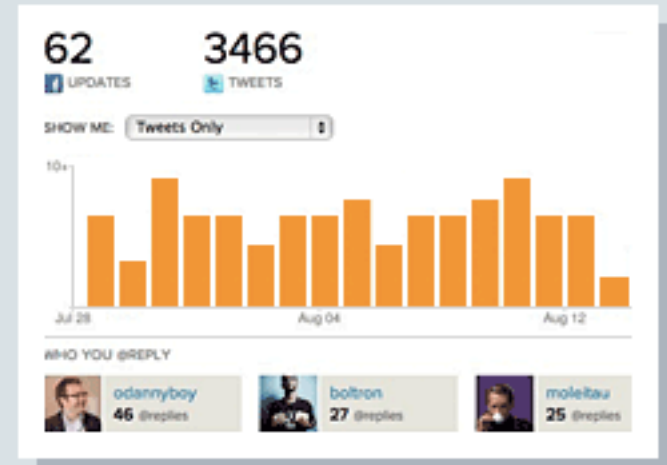 62 3466
UPDATES TWEETS
SHOW ME: Tweets Only
10+
Jul 28 Aug 04 Aug 12
WHO YOU @REPLY
odannyboy boltron moleitau
46 @replies 27 @replies 25 @replies